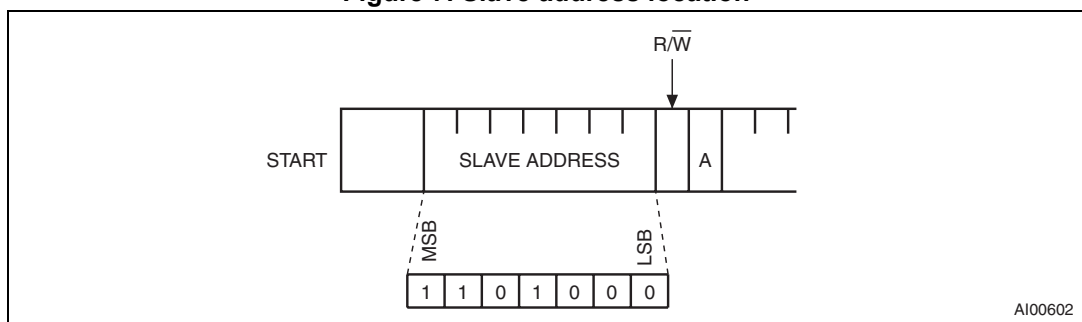 Figure 7. Slave address location
R/W̅
START
SLAVE ADDRESS
A
MSB
LSB
1 1 0 1 0 0 0
AI00602